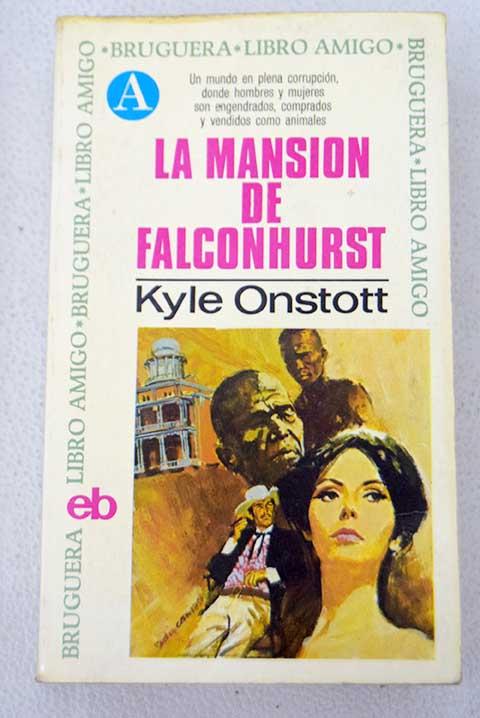 *BRUGUERA*LIBRO AMIGO*
A
Un mundo en plena corrupción,
donde hombres y mujeres
son engendrados, comprados
y vendidos como animales
LA MANSION
DE
FALCONHURST
Kyle Onstott
eb
BRUGUERA LIBRO AMIGO*BRUGUERA*LIBRO AMIGO
BRUGUERA*LIBRO AMIGO